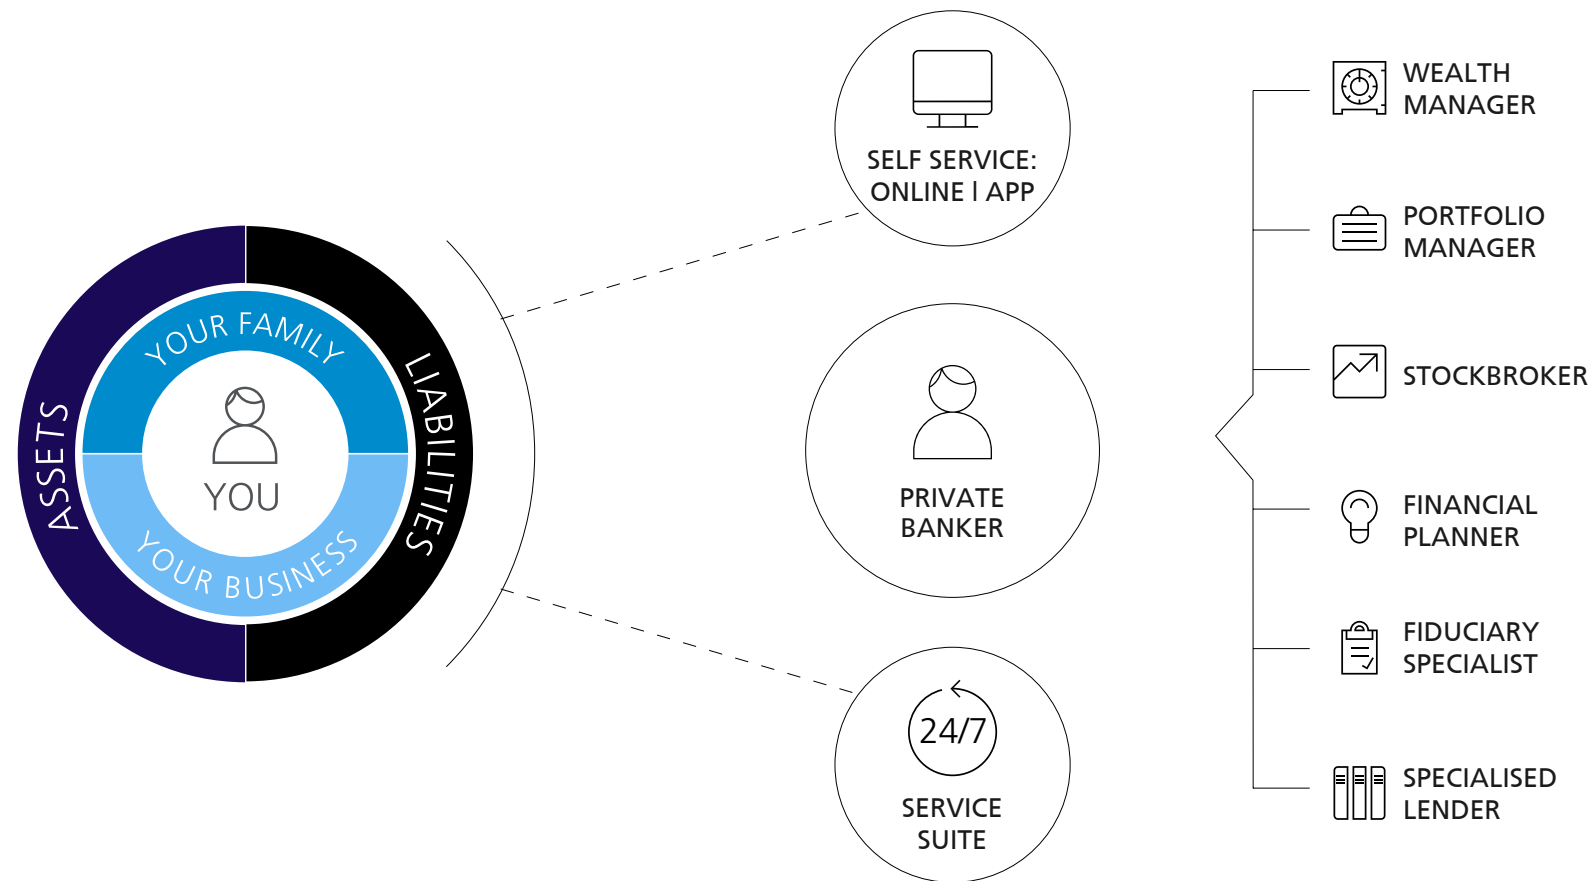 ASSETS
LIABILITIES
YOUR FAMILY
YOU
YOUR BUSINESS
SELF SERVICE:
ONLINE | APP
PRIVATE
BANKER
24/7
SERVICE
SUITE
WEALTH
MANAGER
PORTFOLIO
MANAGER
STOCKBROKER
FINANCIAL
PLANNER
FIDUCIARY
SPECIALIST
SPECIALISED
LENDER